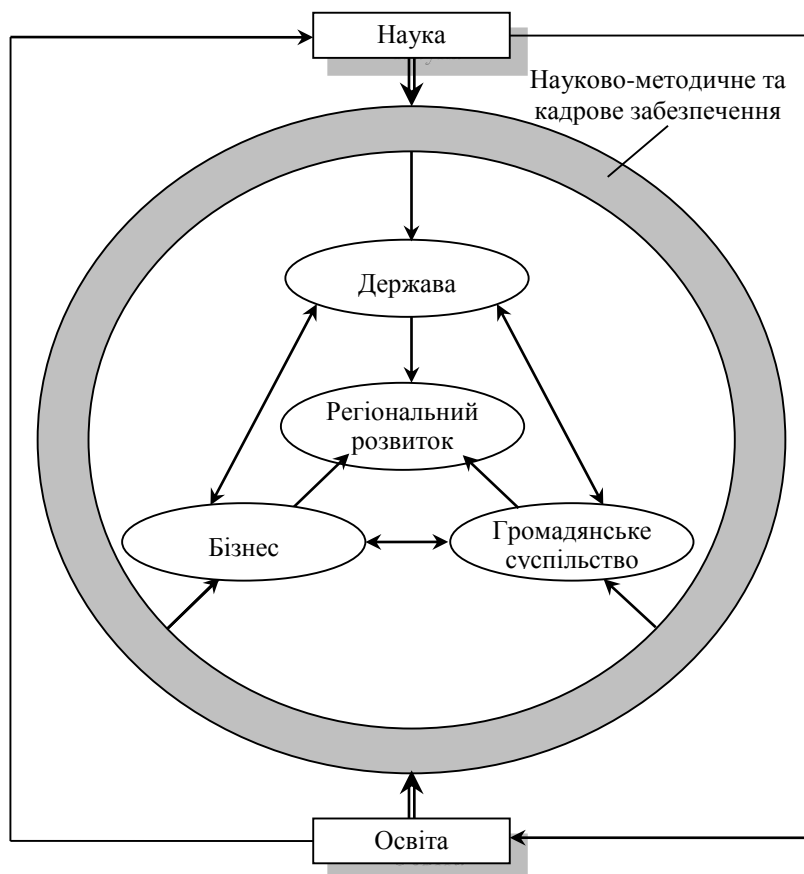 Наука
Науково-методичне та
кадрове забезпечення
Держава
Регіональний
розвиток
Бізнес
Громадянське
суспільство
Освіта